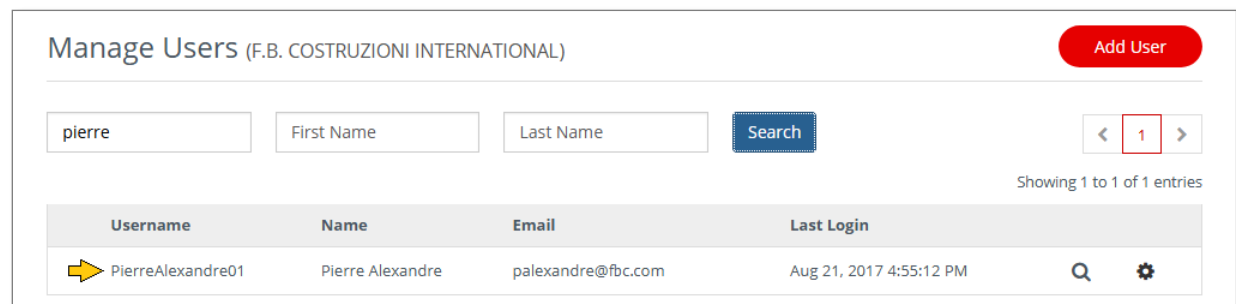 Manage Users (F.B. COSTRUZIONI INTERNATIONAL)
Add User
pierre
First Name
Last Name
Search
1
Showing 1 to 1 of 1 entries
Username Name Email Last Login
PierreAlexandre01 Pierre Alexandre palexandre@fbc.com Aug 21, 2017 4:55:12 PM